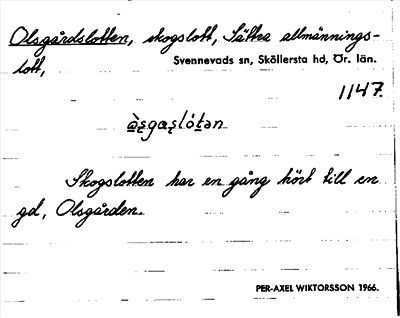 Olsgårdslotten, skogslott, Sättra allmännings-
lott,
Svennevads sn, Sköllersta hd, Ör. län.
1147.
Skogslotten har en gång hört till en
gd, Olsgården.
PER-AXEL WIKTORSSON 1966.